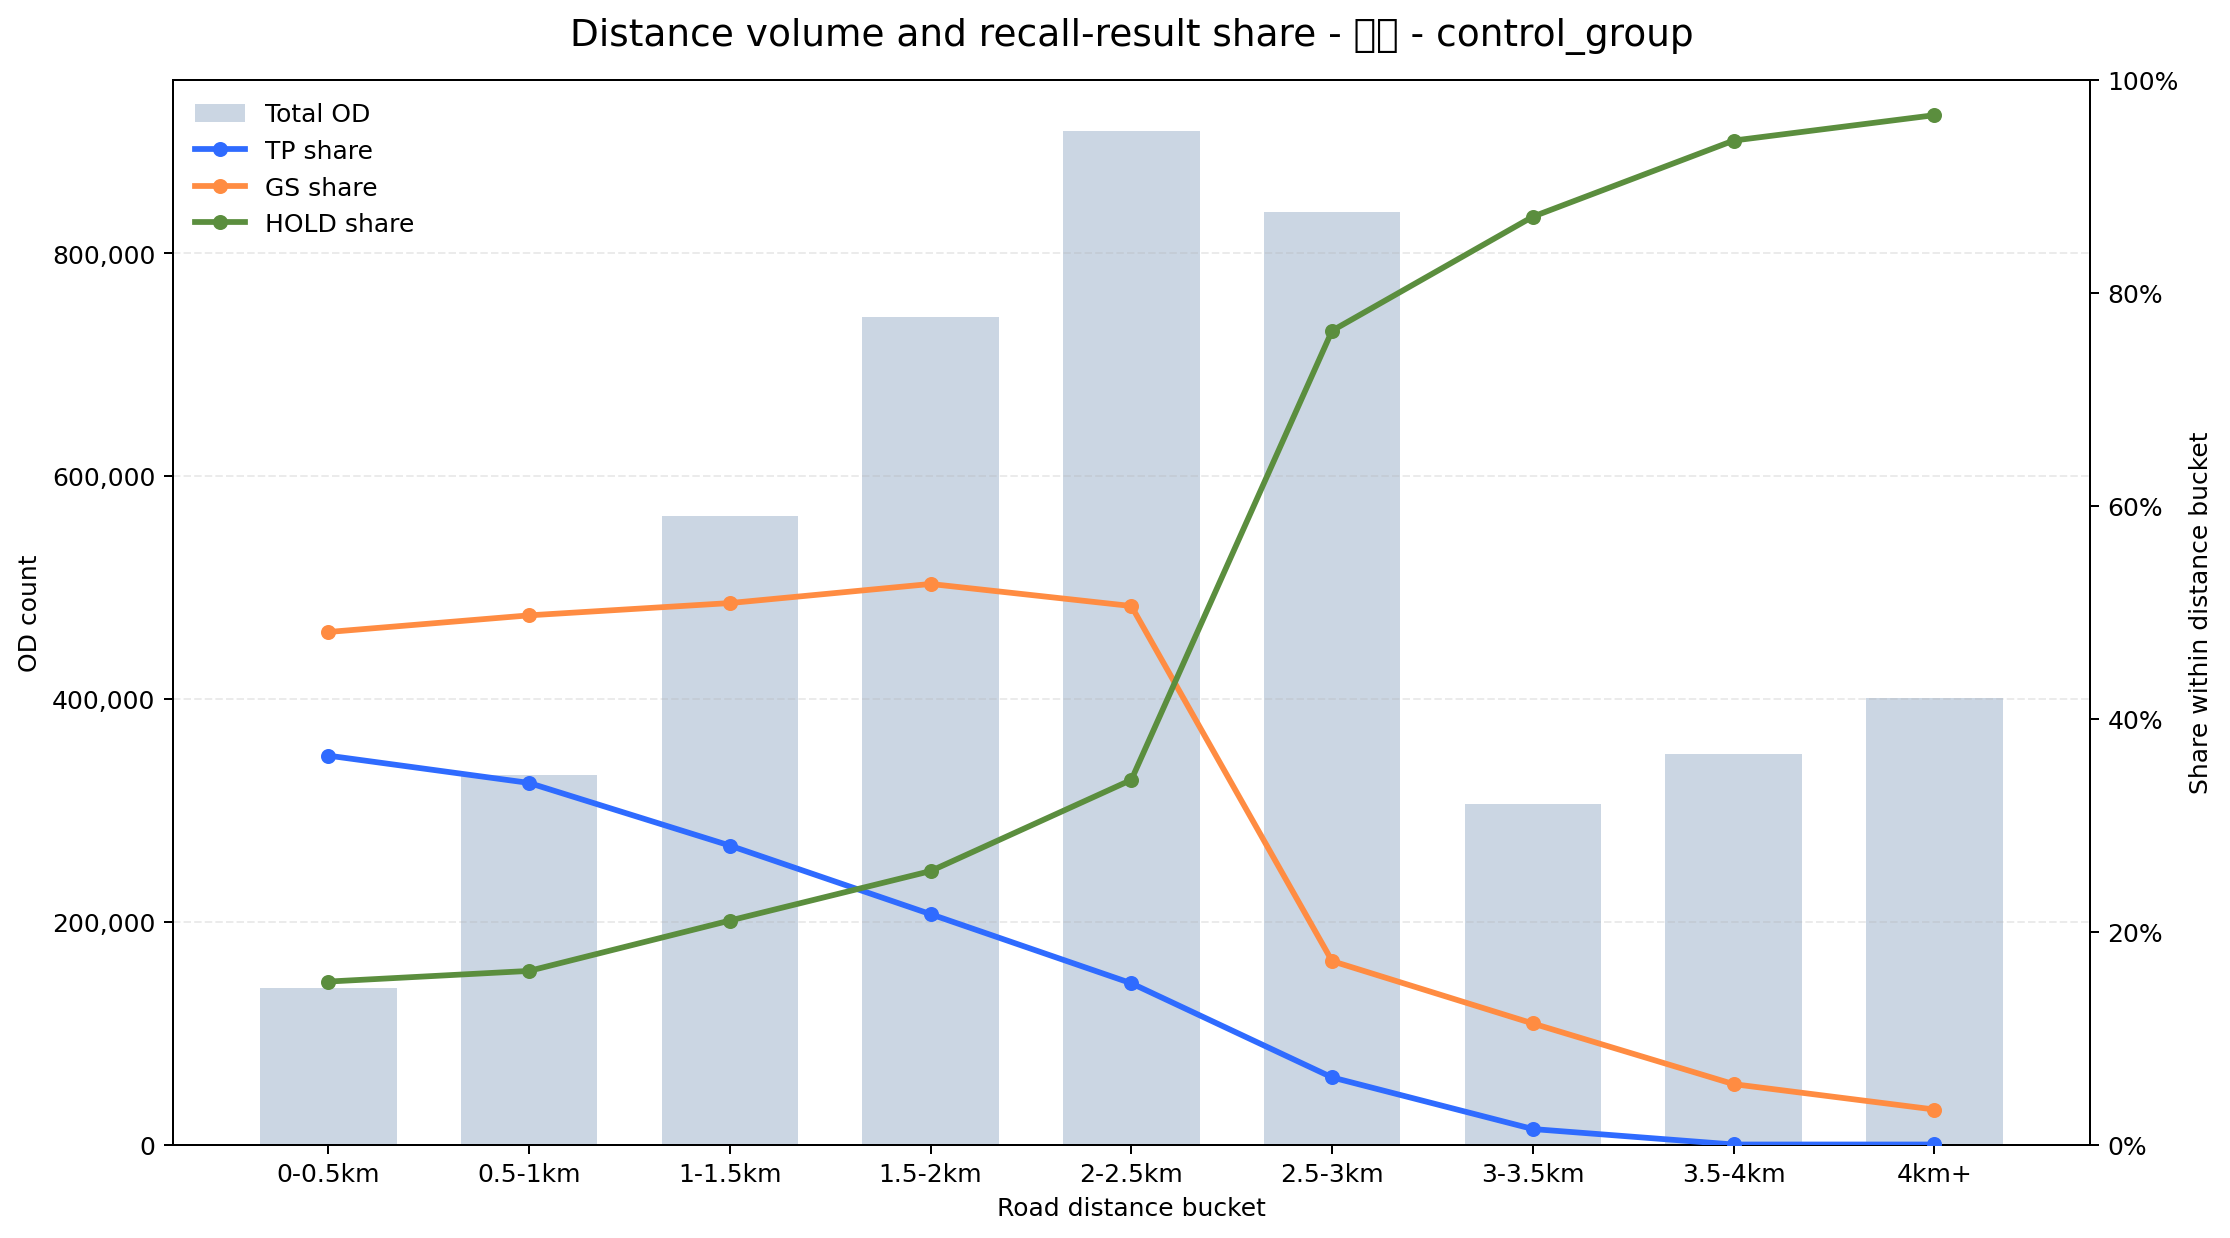 Distance volume and recall-result share - - control_group
Total OD
TP share
GS share
HOLD share
OD count
800,000
600,000
400,000
200,000
0
100%
80%
60%
40%
20%
0%
Share within distance bucket
0-0.5km 0.5-1km 1-1.5km 1.5-2km 2-2.5km 2.5-3km 3-3.5km 3.5-4km 4km+
Road distance bucket